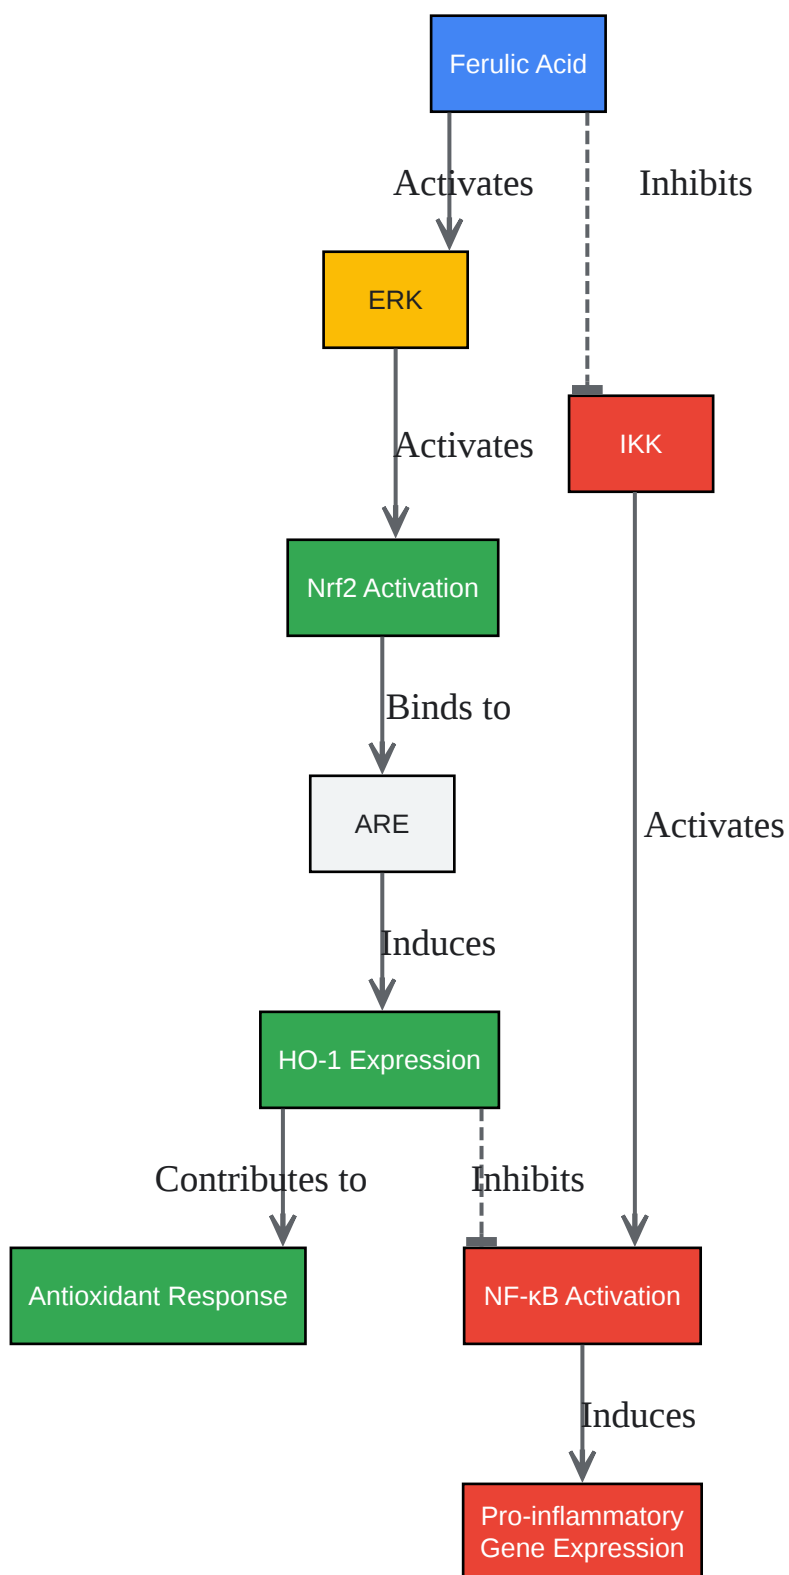 Ferulic Acid
Activates
Inhibits
ERK
Activates
IKK
Nrf2 Activation
Binds to
ARE
Activates
Induces
HO-1 Expression
Contributes to
Inhibits
Antioxidant Response
NF-κB Activation
Induces
Pro-inflammatory
Gene Expression